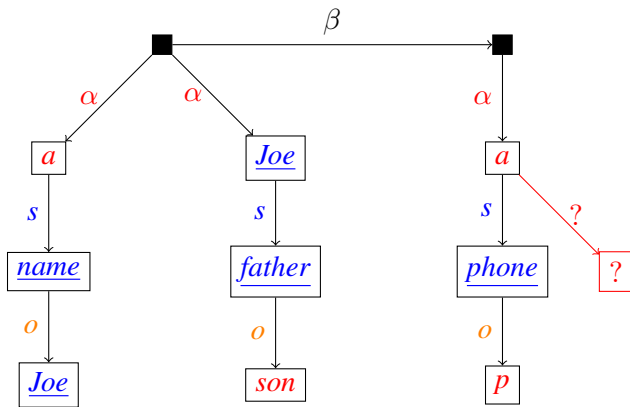 β
α α α
a Joe a
s s s ?
name father phone ?
o o o
Joe son p